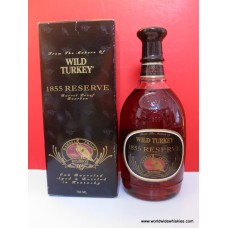 From The Makers Of
WILD
TURKEY
1855 RESERVE
Barrel Proof
Bourbon
Oak Barreled
Aged & Bottled
in Kentucky
WILD TURKEY
1855 RESERVE
www.worldwidewhiskies.com